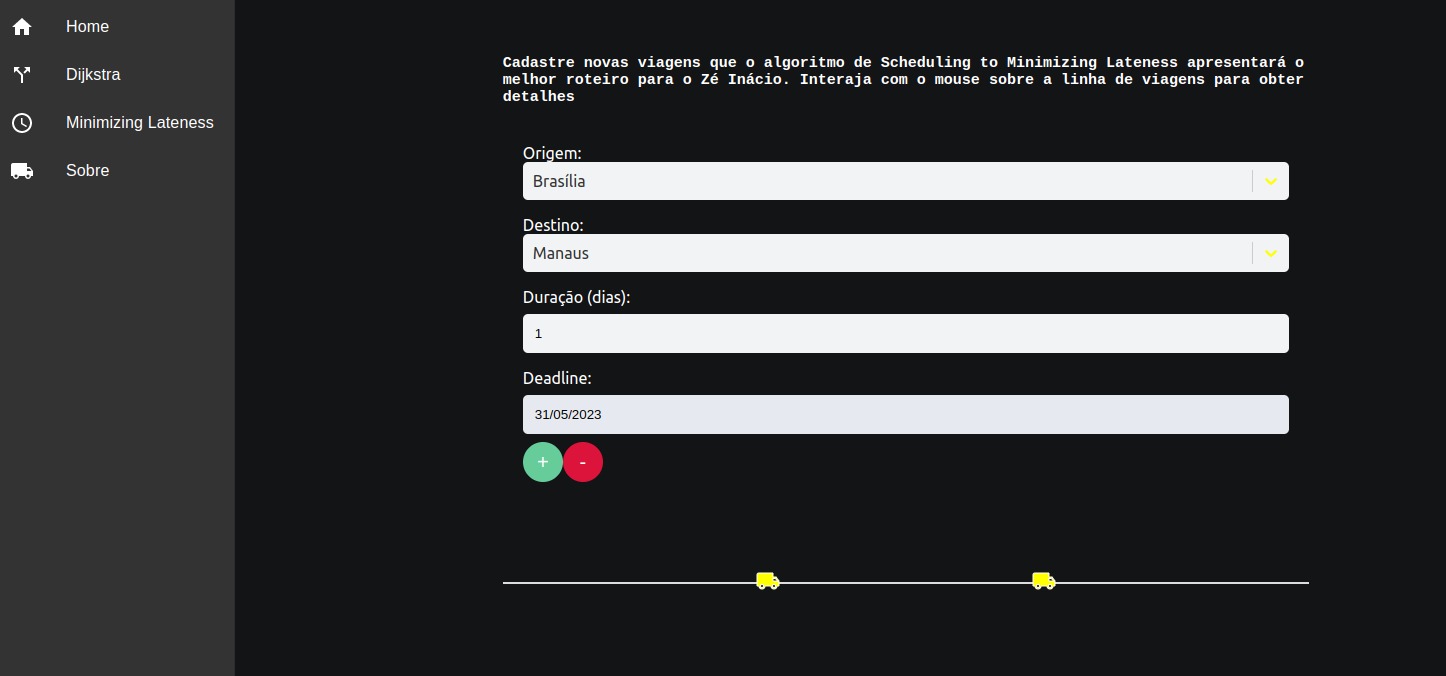 Home
Dijkstra
Minimizing Lateness
Sobre
Cadastre novas viagens que o algoritmo de Scheduling to Minimizing Lateness apresentará o
melhor roteiro para o Zé Inácio. Interaja com o mouse sobre a linha de viagens para obter
detalhes
Origem:
Brasília
Destino:
Manaus
Duração (dias):
1
Deadline:
31/05/2023
+ -